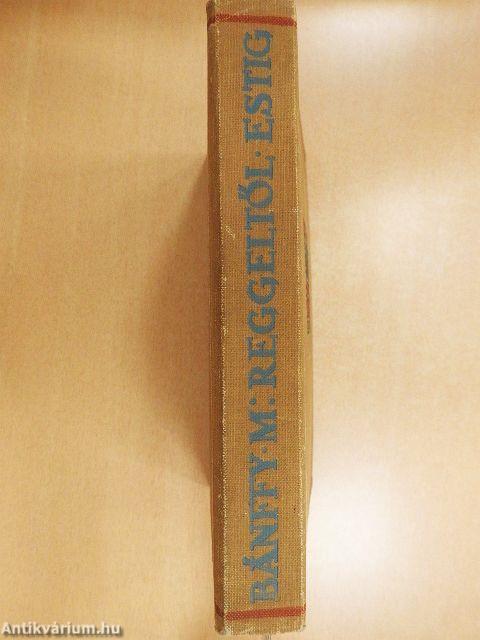 BÁNFFY·M: REGGELTŐL·ESTIG
Antikvárium.hu